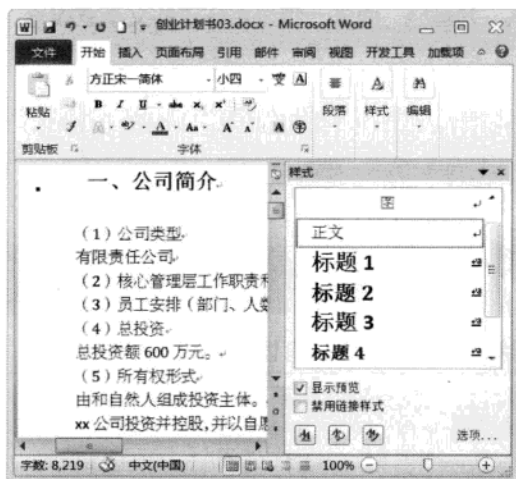 创业计划书03.docx - Microsoft Word
文件 开始 插入 页面布局 引用 邮件 审阅 视图 开发工具 加载项
方正宋一简体 小四 变 A
粘贴 B I U abc x, x² 段落 样式 编辑
A Aa A A A 字
剪贴板 字体
一、公司简介
(1)公司类型
有限责任公司
(2)核心管理层工作职责和
(3)员工安排(部门、人数
(4)总投资
总投资额 600 万元。
(5)所有权形式
由和自然人组成投资主体。
xx 公司投资并控股,并以自愿
样式
正文
标题 1
标题 2
标题 3
标题 4
显示预览
禁用链接样式
选项...
字数: 8,219 中文(中国) 100%